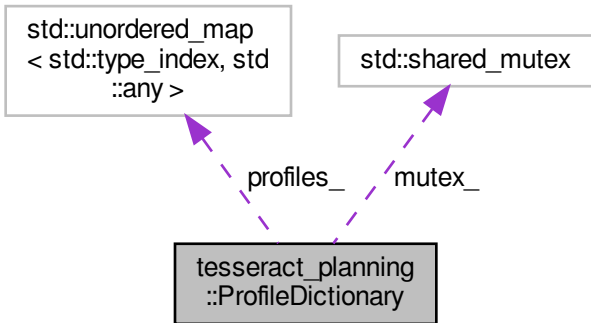 std::unordered_map
< std::type_index, std
::any >
std::shared_mutex
profiles_
mutex_
tesseract_planning
::ProfileDictionary